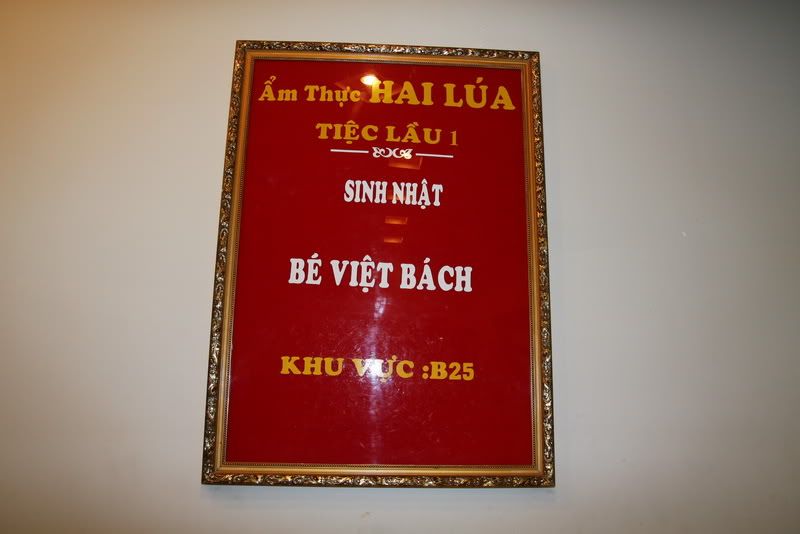 Ẩm Thực HAI LÚA
TIỆC LẦU 1
SINH NHẬT
BÉ VIỆT BÁCH
KHU VỰC :B25